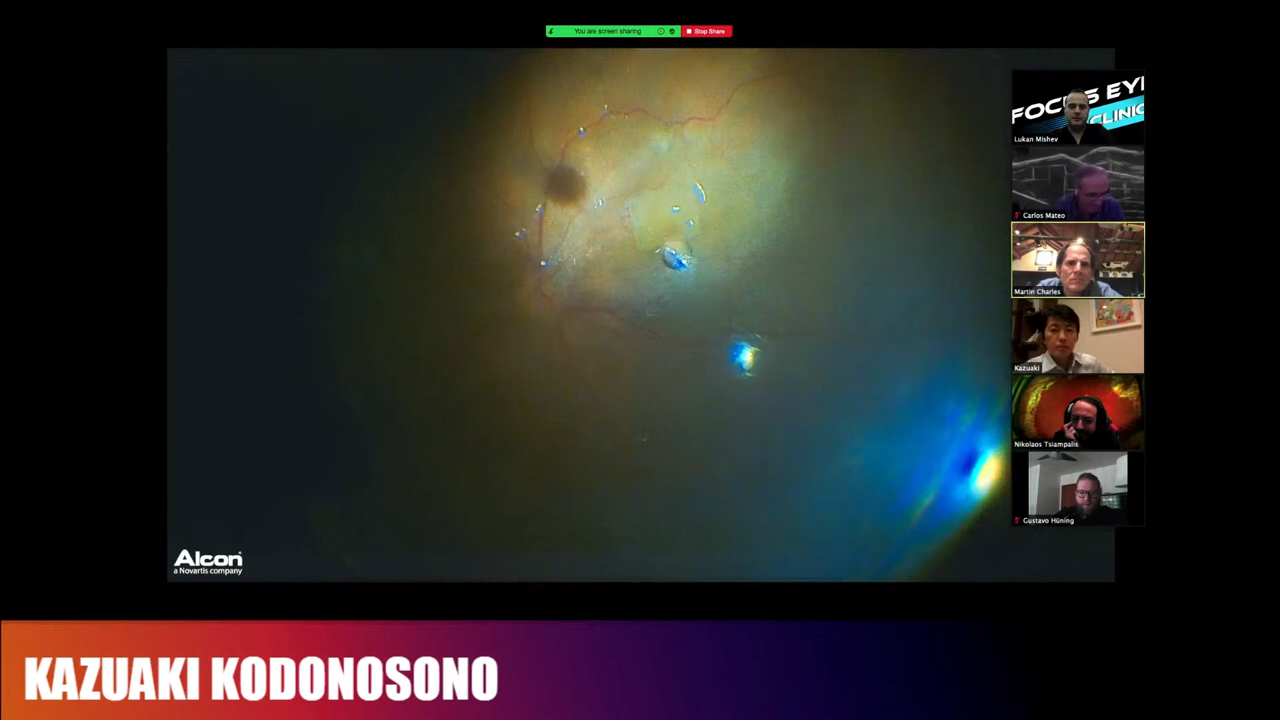 You are screen sharing
Stop Share
FOCUS EYE
CLINIC
Lukan Mishev
Carlos Mateo
Martin Charles
Kazuaki
Nikolaos Tsiampalis
Gustavo Hüning
Alcon
a Novartis company
KAZUAKI KODONOSONO